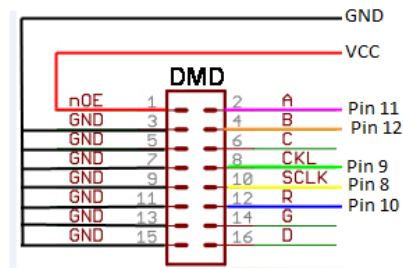 GND
VCC
DMD
nOE 1 2 A Pin 11
GND 3 4 B Pin 12
GND 5 6 C
GND 7 8 CKL Pin 9
GND 9 10 SCLK Pin 8
GND 11 12 R Pin 10
GND 13 14 G
GND 15 16 D